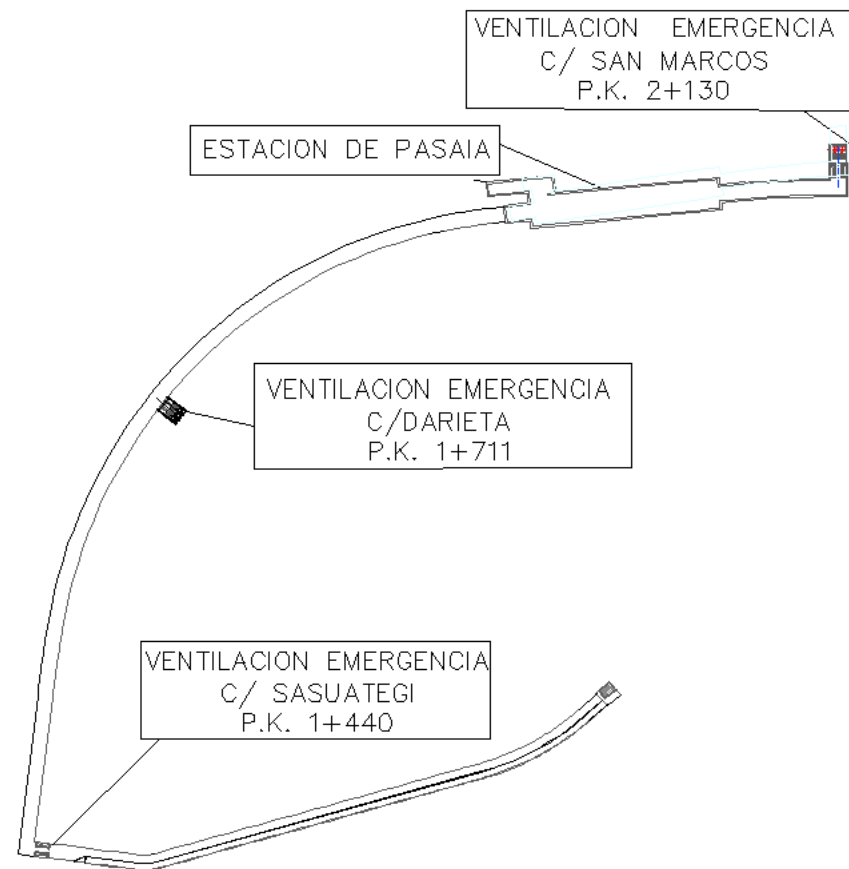 VENTILACION EMERGENCIA
C/ SAN MARCOS
P.K. 2+130
ESTACION DE PASAIA
VENTILACION EMERGENCIA
C/DARIETA
P.K. 1+711
VENTILACION EMERGENCIA
C/ SASUATEGI
P.K. 1+440